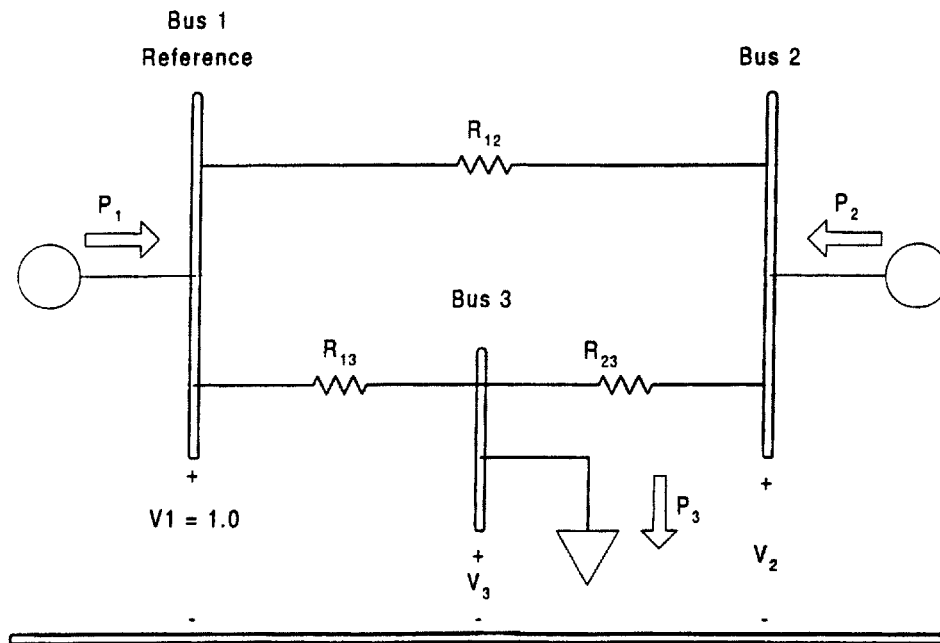 Bus 1
Reference
Bus 2
R₁₂
P₁
P₂
Bus 3
R₁₃
R₂₃
+
V1 = 1.0
+
V₃
P₃
+
V₂
-
-
-